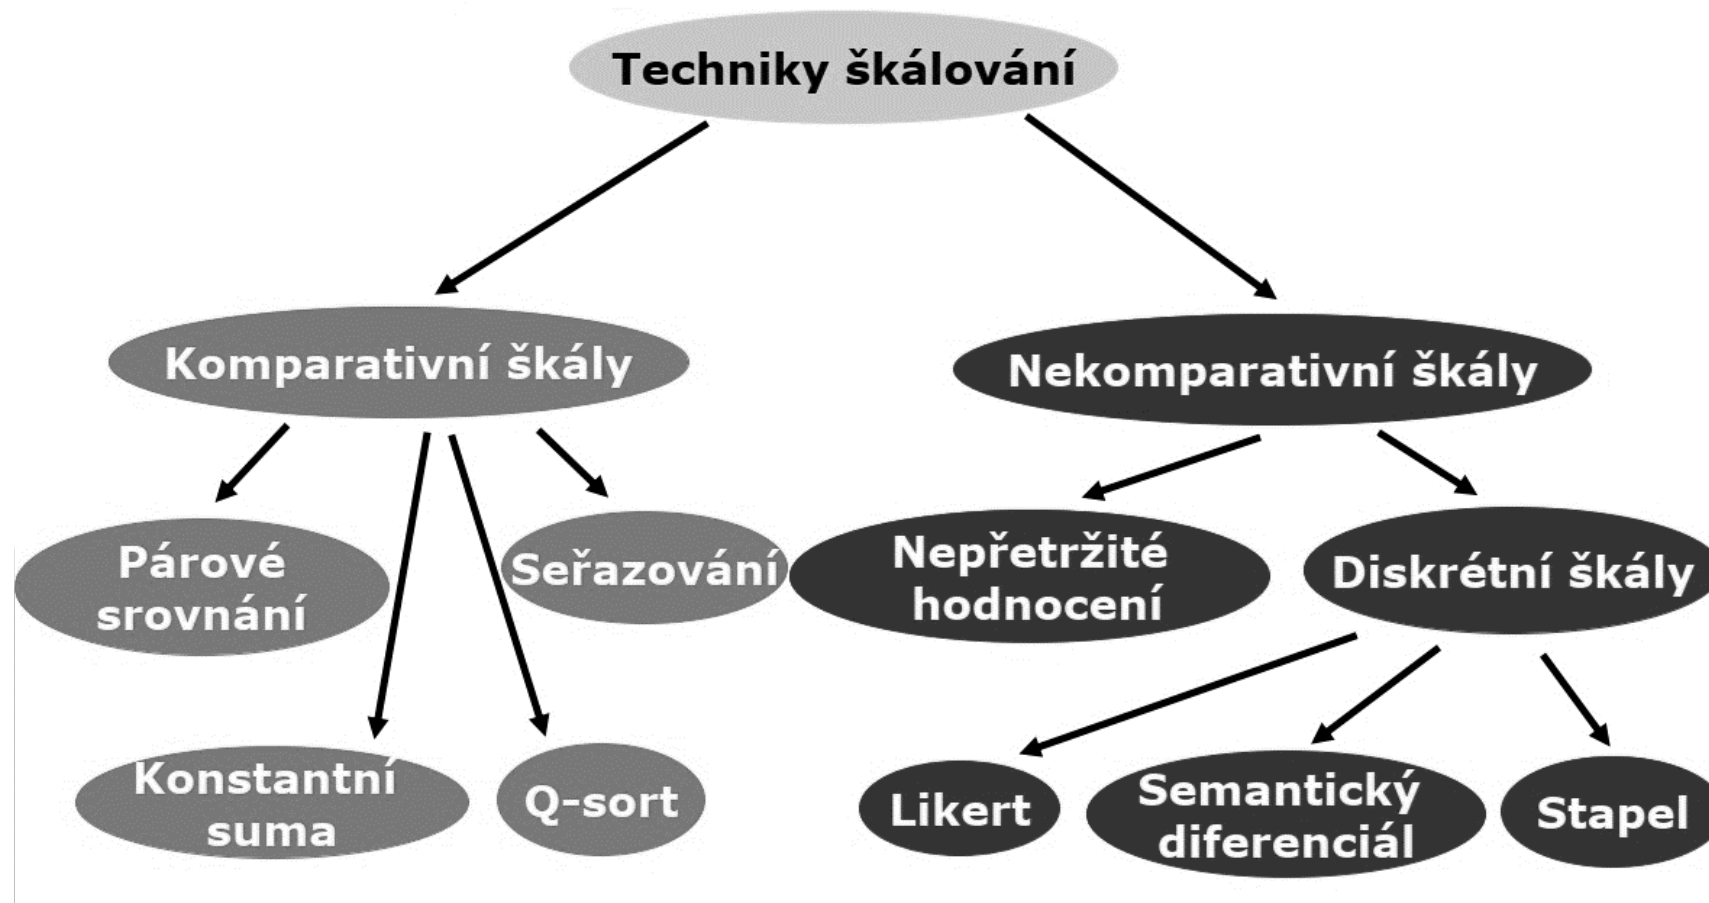 Techniky škálování
Komparativní škály
Nekomparativní škály
Párové
srovnání
Seřazování
Nepřetržité
hodnocení
Diskrétní škály
Konstantní
suma
Q-sort
Likert
Semantický
diferenciál
Stapel